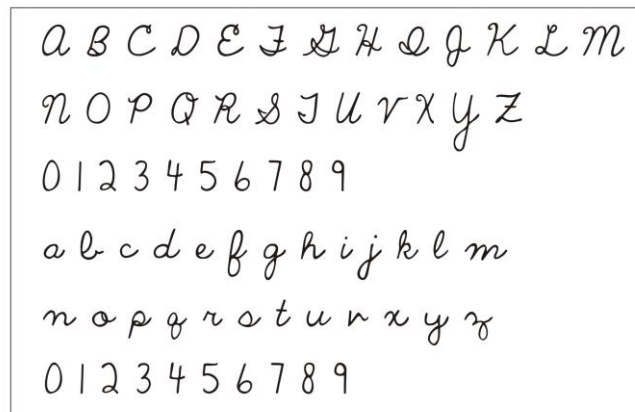 A B C D E F G H I J K L M
N O P Q R S T U V X Y Z
0 1 2 3 4 5 6 7 8 9
a b c d e f g h i j k l m
n o p q r s t u v x y z
0 1 2 3 4 5 6 7 8 9